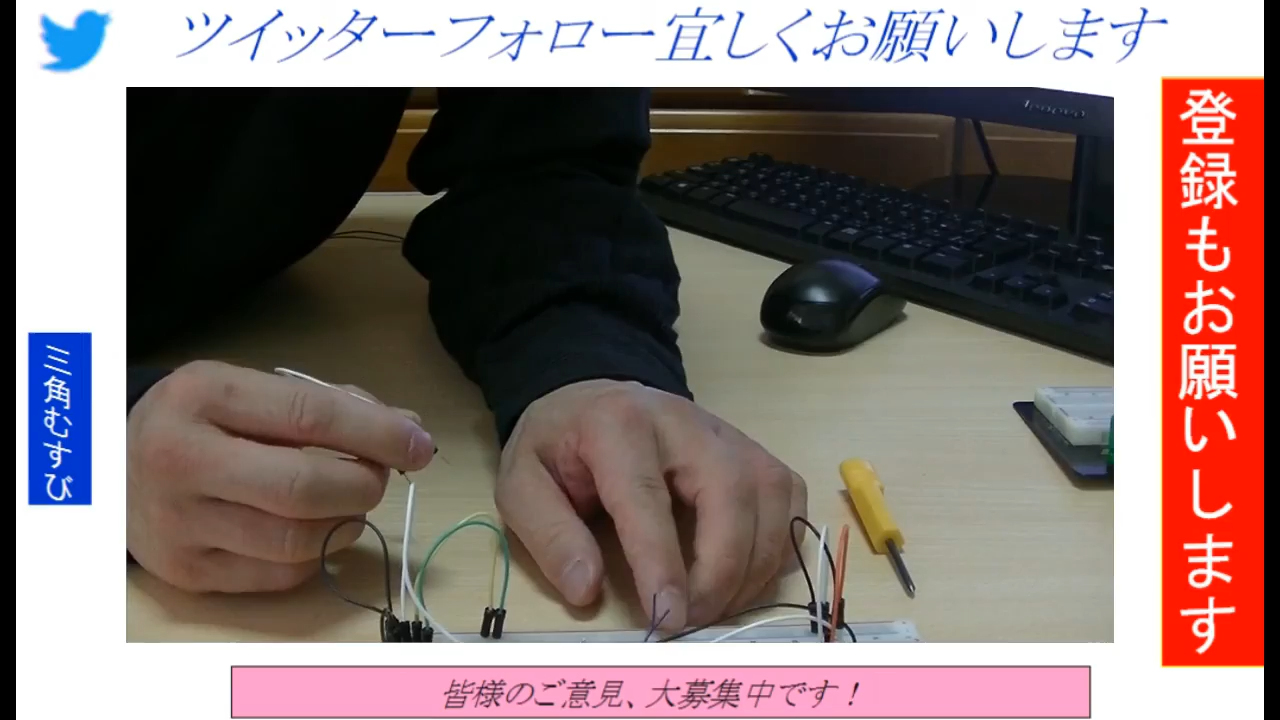 ツイッターフォロー宜しくお願いします
登録もお願いします
三角むすび
皆様のご意見、大募集中です！
lenovo